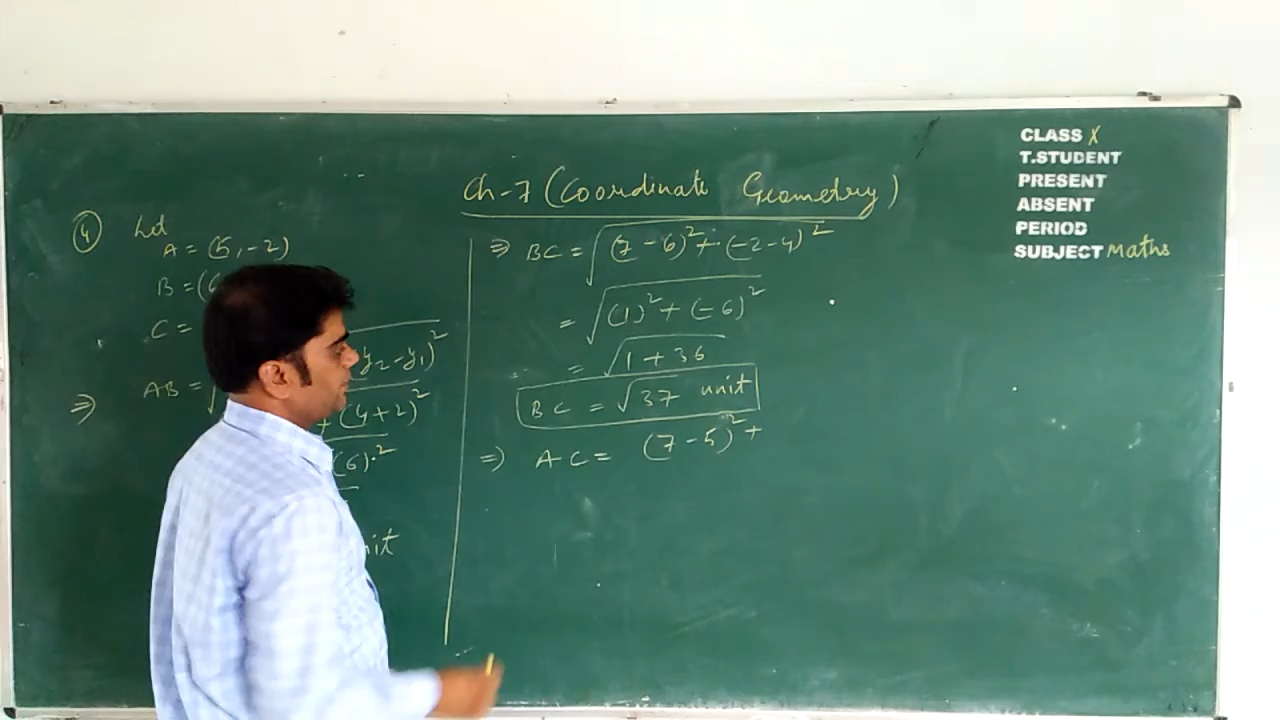 Ch-7 (Coordinate Geometry)
CLASS X
T.STUDENT
PRESENT
ABSENT
PERIOD
SUBJECT Maths
④ Let
A = (5, -2)
B = (6
C =
⇒ AB = √ y₂ - y₁)²
+ (4+2)²
(6)²
nit
⇒ BC = √(7-6)² + (-2-4)²
= √(1)² + (-6)²
= √1 + 36
BC = √37 unit
⇒ AC = (7-5)² +